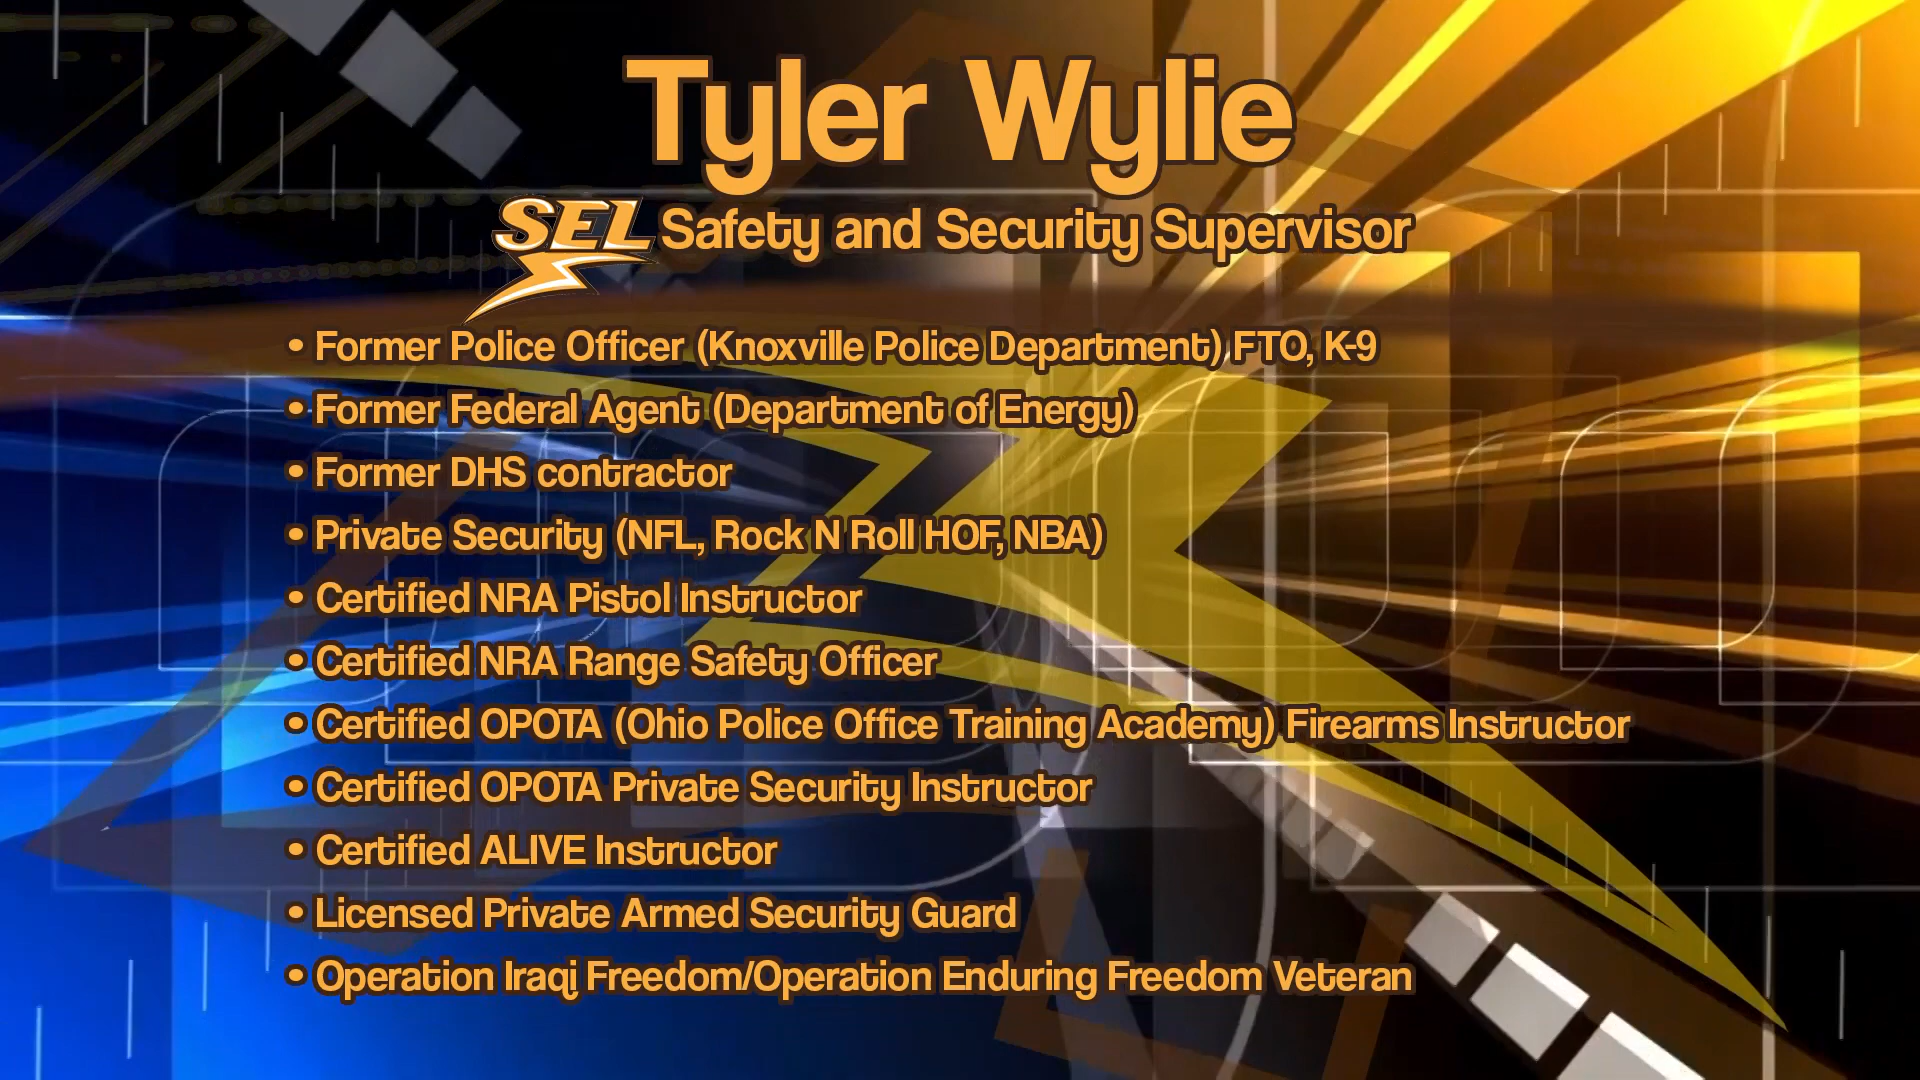 Tyler Wylie
SEL Safety and Security Supervisor
• Former Police Officer (Knoxville Police Department) FTO, K-9
• Former Federal Agent (Department of Energy)
• Former DHS contractor
• Private Security (NFL, Rock N Roll HOF, NBA)
• Certified NRA Pistol Instructor
• Certified NRA Range Safety Officer
• Certified OPOTA (Ohio Police Office Training Academy) Firearms Instructor
• Certified OPOTA Private Security Instructor
• Certified ALIVE Instructor
• Licensed Private Armed Security Guard
• Operation Iraqi Freedom/Operation Enduring Freedom Veteran